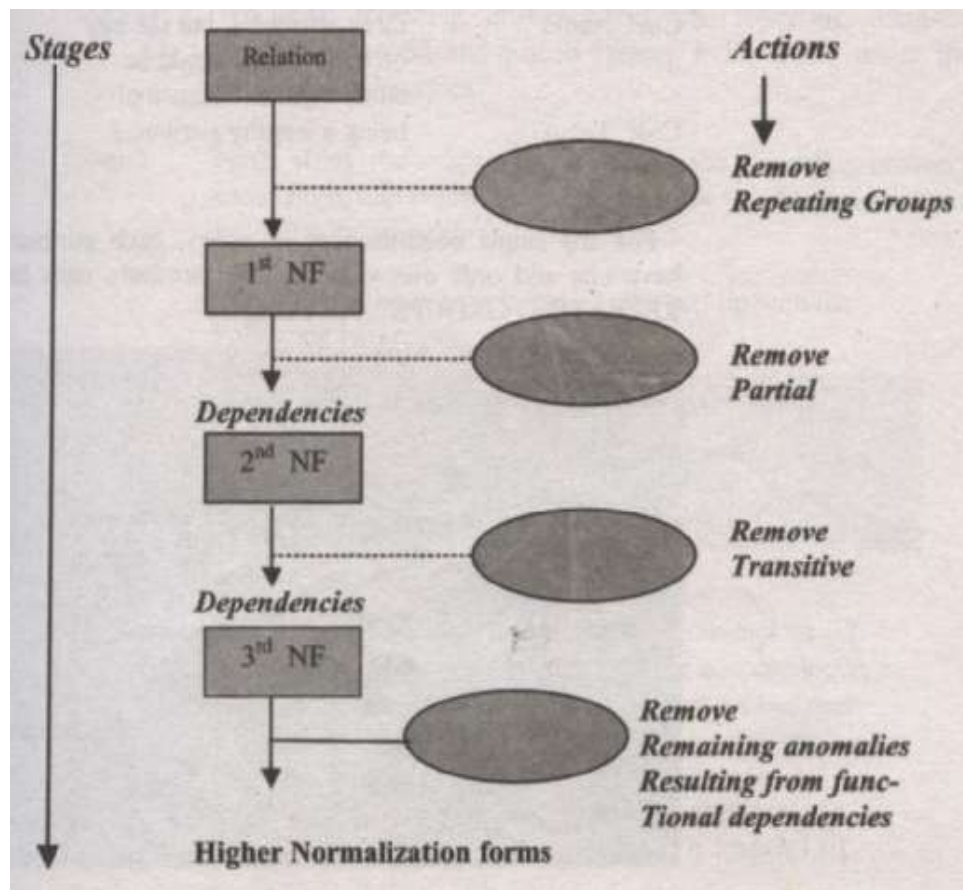 Stages
Relation
Actions
Remove
Repeating Groups
1st NF
Remove
Partial
Dependencies
2nd NF
Remove
Transitive
Dependencies
3rd NF
Remove
Remaining anomalies
Resulting from func-
Tional dependencies
Higher Normalization forms